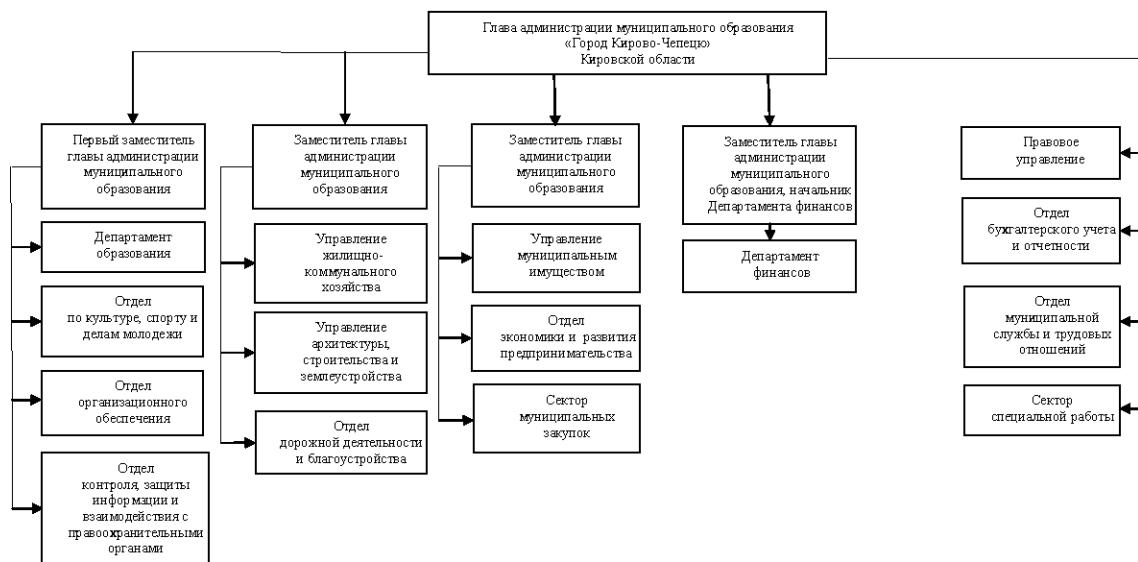 Глава администрации муниципального образования
«Город Кирово-Чепецю»
Кировской области
Первый заместитель
главы администрации
муниципального
образования
Заместитель главы
администрации
муниципального
образования
Заместитель главы
администрации
муниципального
образования
Заместитель главы
администрации
муниципального
образования, начальник
Департамента финансов
Правовое
управление
Департамент
образования
Отдел
по культуре, спорту и
делам молодежи
Отдел
организационного
обеспечения
Отдел
контроля, защиты
информации и
взаимодействия с
правоохранительными
органами
Управление
жилищно-
коммунального
хозяйства
Управление
архитектуры,
строительства и
землеустройства
Отдел
дорожной деятельности
и благоустройства
Управление
муниципальным
имуществом
Отдел
экономики и развития
предпринимательства
Сектор
муниципальных
закупок
Департамент
финансов
Отдел
бухгалтерского учета
и отчетности
Отдел
муниципальной
службы и трудовых
отношений
Сектор
специальной работы